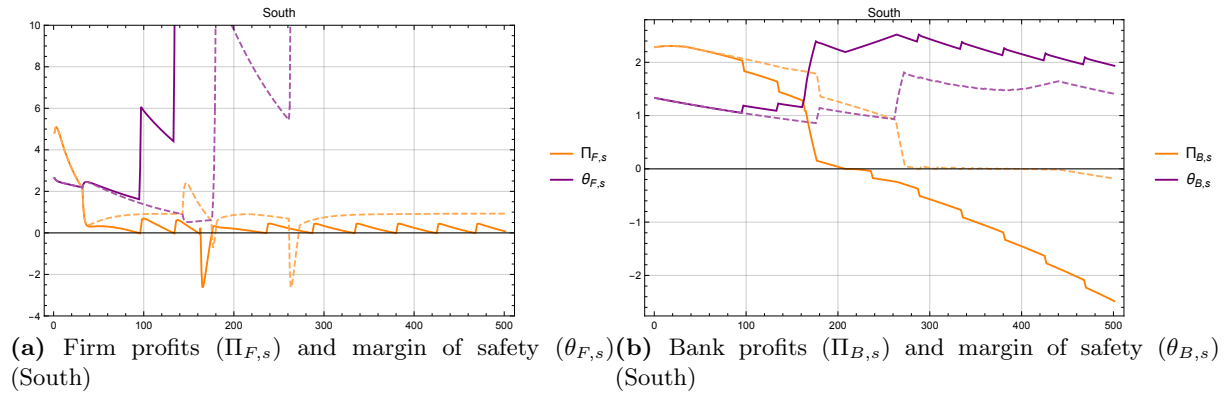 South
10
8
6
4
2
0
-2
-4
0 100 200 300 400 500
Π_{F,s}
θ_{F,s}
(a) Firm profits (Π_{F,s}) and margin of safety (θ_{F,s})
(South)
South
2
1
0
-1
-2
0 100 200 300 400 500
Π_{B,s}
θ_{B,s}
(b) Bank profits (Π_{B,s}) and margin of safety (θ_{B,s})
(South)